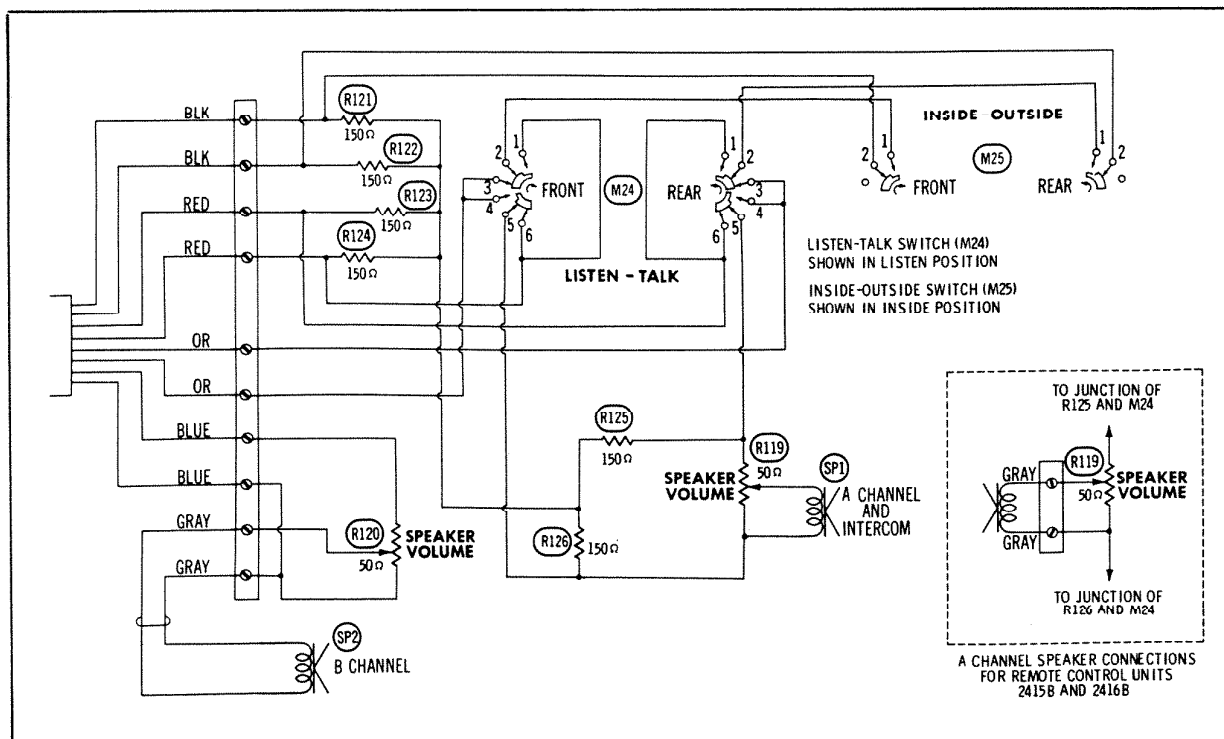 BLK
R121
150Ω
BLK
R122
150Ω
RED
R123
150Ω
RED
R124
150Ω
OR
OR
BLUE
BLUE
GRAY
GRAY
R120
50Ω
SPEAKER
VOLUME
SP2
B CHANNEL
1
2
3
4
5
6
FRONT
M24
REAR
1
2
3
4
5
6
LISTEN - TALK
INSIDE OUTSIDE
1
2
FRONT
M25
REAR
1
2
LISTEN-TALK SWITCH (M24)
SHOWN IN LISTEN POSITION
INSIDE-OUTSIDE SWITCH (M25)
SHOWN IN INSIDE POSITION
R125
150Ω
R126
150Ω
R119
50Ω
SPEAKER
VOLUME
SP1
A CHANNEL
AND
INTERCOM
TO JUNCTION OF
R125 AND M24
GRAY
GRAY
R119
50Ω
SPEAKER
VOLUME
TO JUNCTION OF
R126 AND M24
A CHANNEL SPEAKER CONNECTIONS
FOR REMOTE CONTROL UNITS
2415B AND 2416B